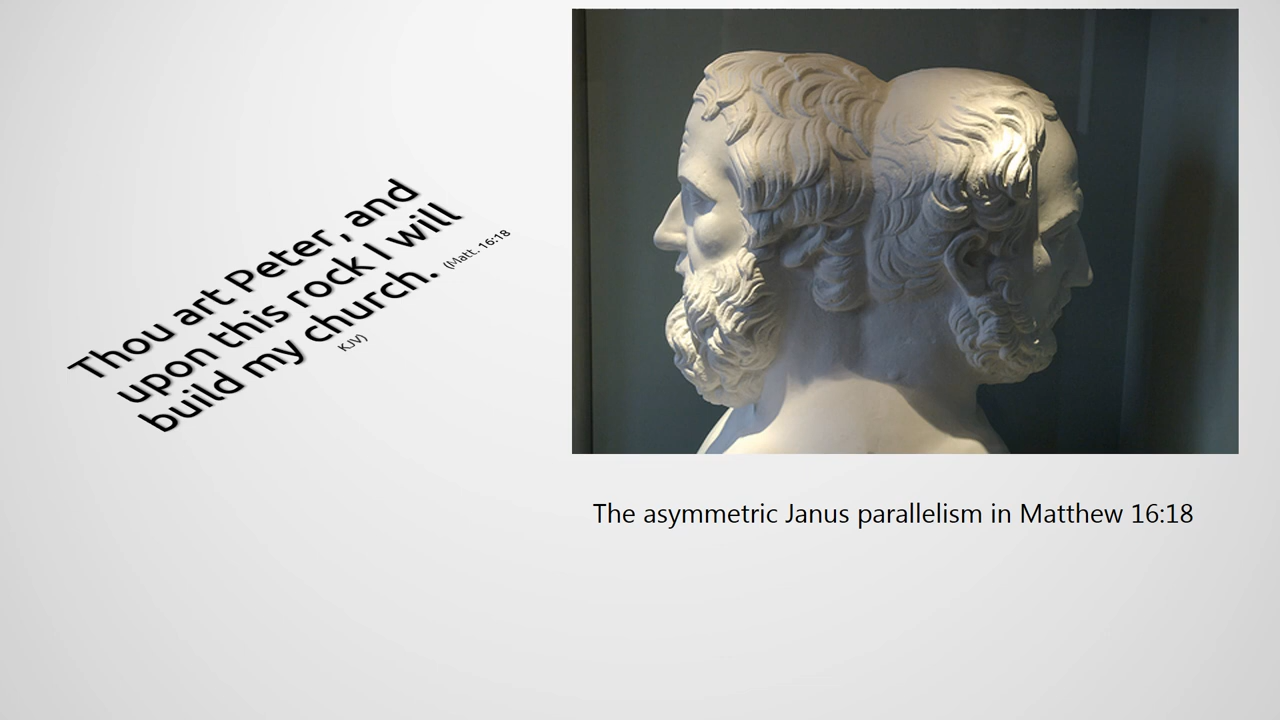 Thou art Peter, and
upon this rock I will
build my church. (Matt. 16:18
KJV)
The asymmetric Janus parallelism in Matthew 16:18